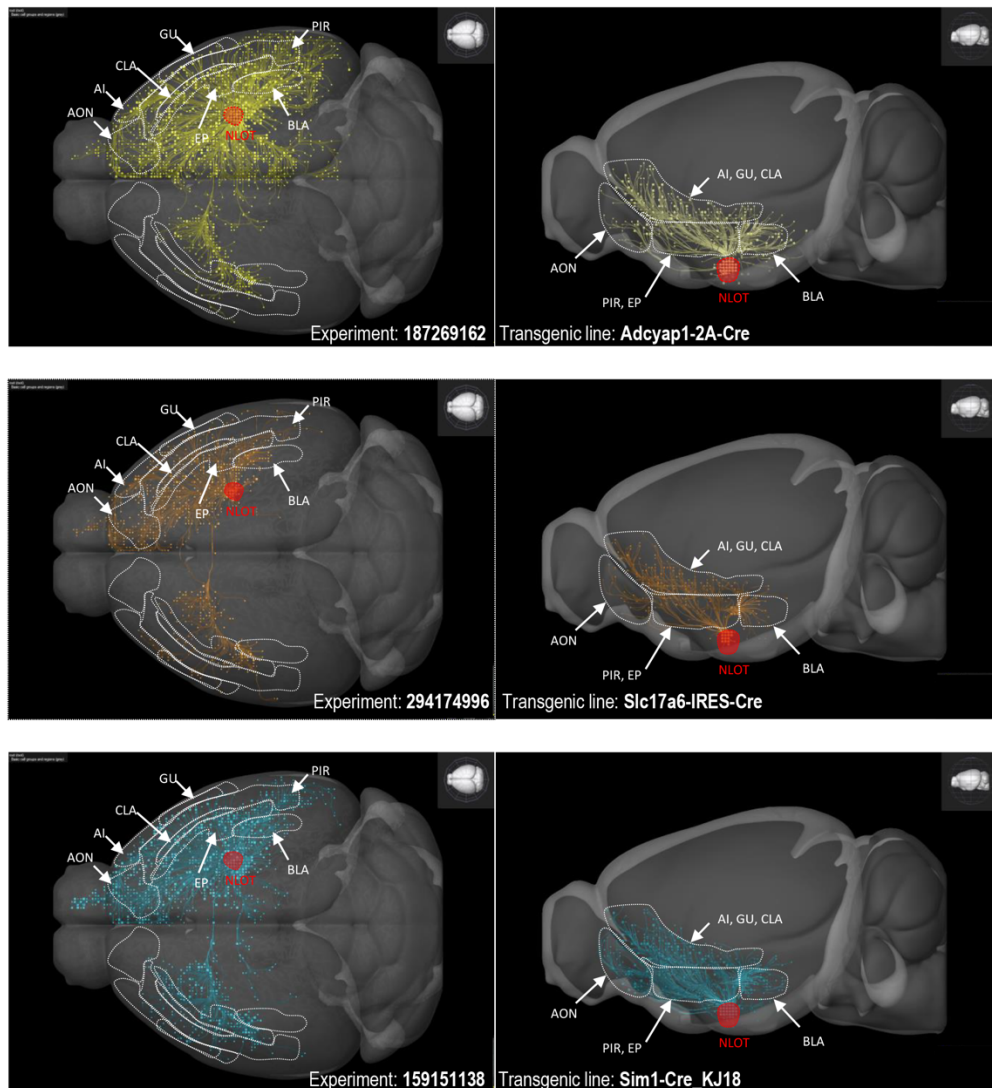 GU
PIR
CLA
AI
AON
EP
NLOT
BLA
Experiment: 187269162
AI, GU, CLA
AON
PIR, EP
NLOT
BLA
Transgenic line: Adcyap1-2A-Cre
GU
PIR
CLA
AI
AON
EP
NLOT
BLA
Experiment: 294174996
AI, GU, CLA
AON
PIR, EP
NLOT
BLA
Transgenic line: Slc17a6-IRES-Cre
GU
PIR
CLA
AI
AON
EP
NLOT
BLA
Experiment: 159151138
AI, GU, CLA
AON
PIR, EP
NLOT
BLA
Transgenic line: Sim1-Cre_KJ18